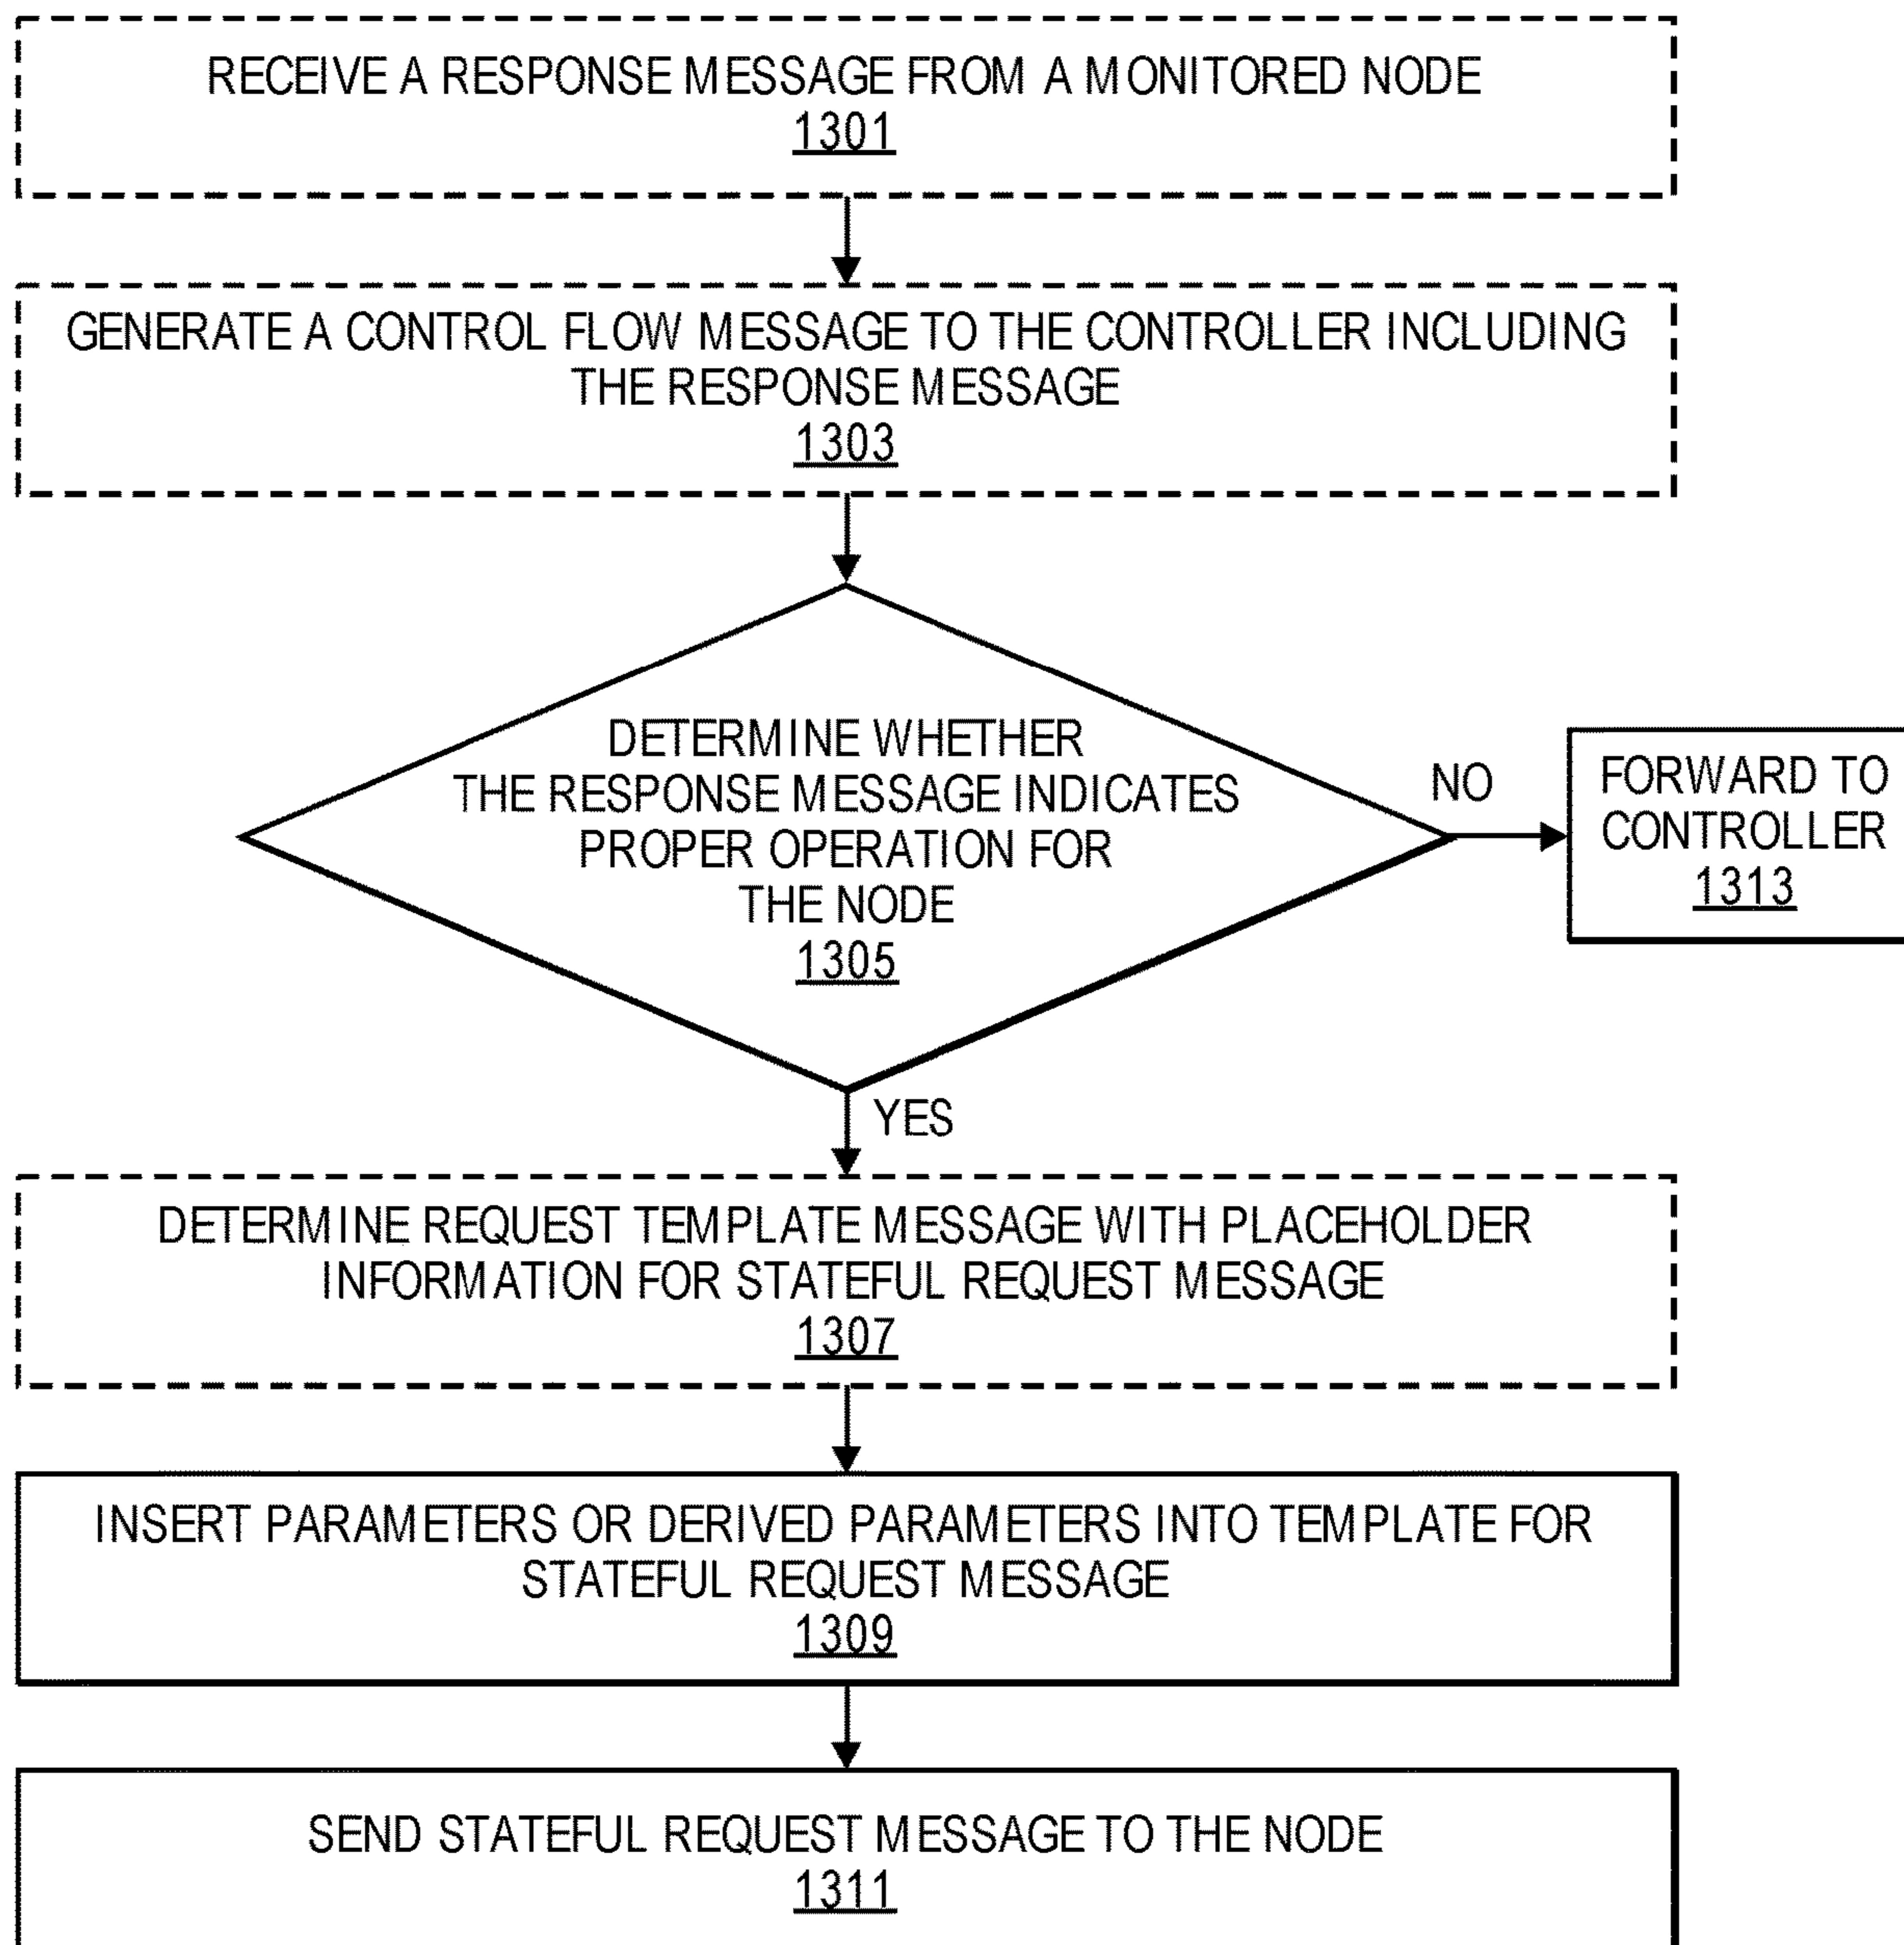 RECEIVE A RESPONSE MESSAGE FROM A MONITORED NODE
1301
GENERATE A CONTROL FLOW MESSAGE TO THE CONTROLLER INCLUDING
THE RESPONSE MESSAGE
1303
DETERMINE WHETHER
THE RESPONSE MESSAGE INDICATES
PROPER OPERATION FOR
THE NODE
1305
NO
FORWARD TO
CONTROLLER
1313
YES
DETERMINE REQUEST TEMPLATE MESSAGE WITH PLACEHOLDER
INFORMATION FOR STATEFUL REQUEST MESSAGE
1307
INSERT PARAMETERS OR DERIVED PARAMETERS INTO TEMPLATE FOR
STATEFUL REQUEST MESSAGE
1309
SEND STATEFUL REQUEST MESSAGE TO THE NODE
1311